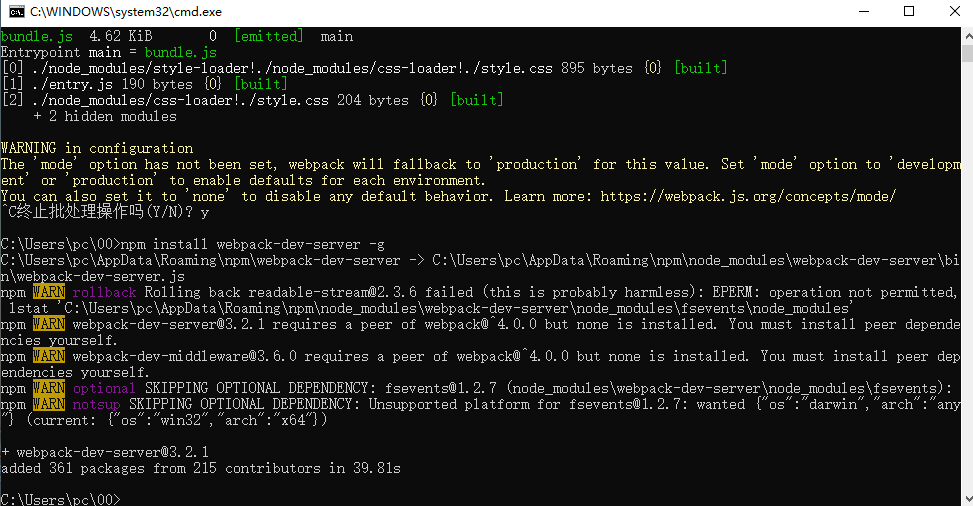 C:\WINDOWS\system32\cmd.exe
bundle.js  4.62 KiB       0  [emitted]  main
Entrypoint main = bundle.js
[0] ./node_modules/style-loader!./node_modules/css-loader!./style.css 895 bytes {0} [built]
[1] ./entry.js 190 bytes {0} [built]
[2] ./node_modules/css-loader!./style.css 204 bytes {0} [built]
    + 2 hidden modules
WARNING in configuration
The 'mode' option has not been set, webpack will fallback to 'production' for this value. Set 'mode' option to 'developm
ent' or 'production' to enable defaults for each environment.
You can also set it to 'none' to disable any default behavior. Learn more: https://webpack.js.org/concepts/mode/
^C终止批处理操作吗(Y/N)? y
C:\Users\pc\00>npm install webpack-dev-server -g
C:\Users\pc\AppData\Roaming\npm\webpack-dev-server -> C:\Users\pc\AppData\Roaming\npm\node_modules\webpack-dev-server\bi
n\webpack-dev-server.js
npm WARN rollback Rolling back readable-stream@2.3.6 failed (this is probably harmless): EPERM: operation not permitted,
 lstat 'C:\Users\pc\AppData\Roaming\npm\node_modules\webpack-dev-server\node_modules\fsevents\node_modules'
npm WARN webpack-dev-server@3.2.1 requires a peer of webpack@^4.0.0 but none is installed. You must install peer depende
ncies yourself.
npm WARN webpack-dev-middleware@3.6.0 requires a peer of webpack@^4.0.0 but none is installed. You must install peer dep
endencies yourself.
npm WARN optional SKIPPING OPTIONAL DEPENDENCY: fsevents@1.2.7 (node_modules\webpack-dev-server\node_modules\fsevents):
npm WARN notsup SKIPPING OPTIONAL DEPENDENCY: Unsupported platform for fsevents@1.2.7: wanted {"os":"darwin","arch":"any
"} (current: {"os":"win32","arch":"x64"})
+ webpack-dev-server@3.2.1
added 361 packages from 215 contributors in 39.81s
C:\Users\pc\00>